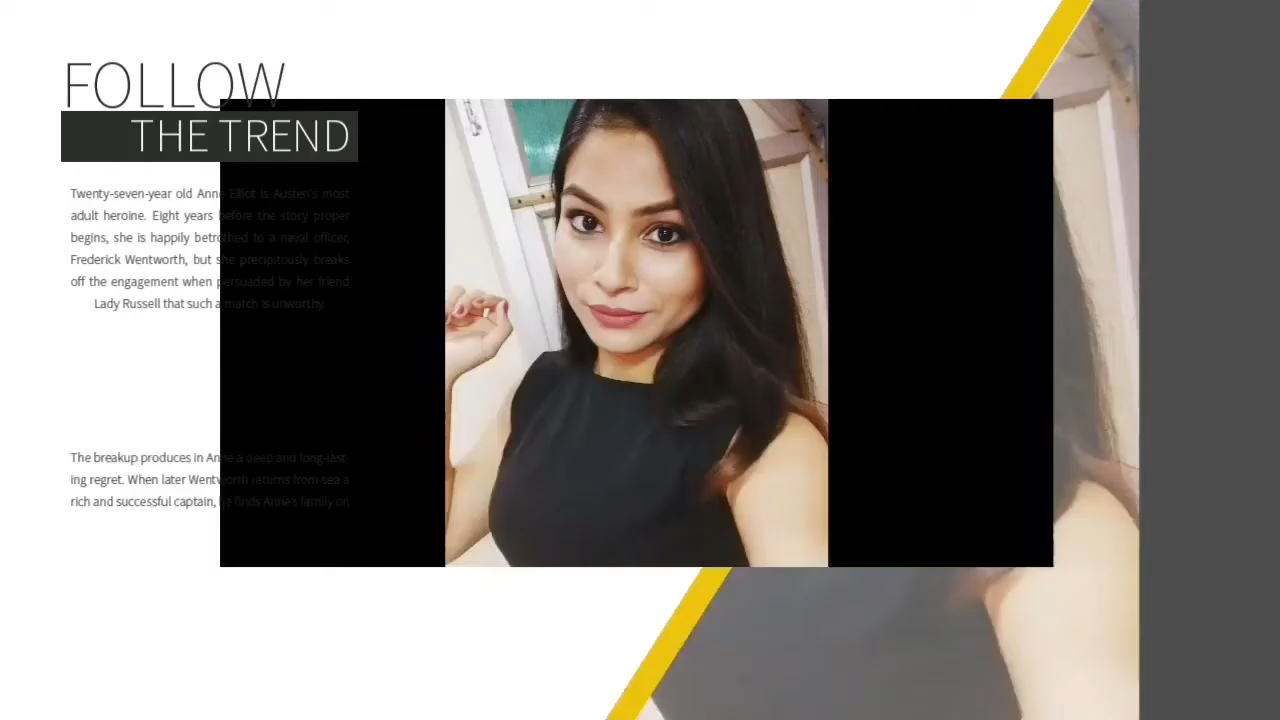 FOLLOW
THE TREND
Twenty-seven-year old Anne Elliot is Austen's most
adult heroine. Eight years before the story proper
begins, she is happily betrothed to a naval officer,
Frederick Wentworth, but she precipitously breaks
off the engagement when persuaded by her friend
Lady Russell that such a match is unworthy.
The breakup produces in Anne a deep and long-last-
ing regret. When later Wentworth returns from sea a
rich and successful captain, he finds Anne's family on